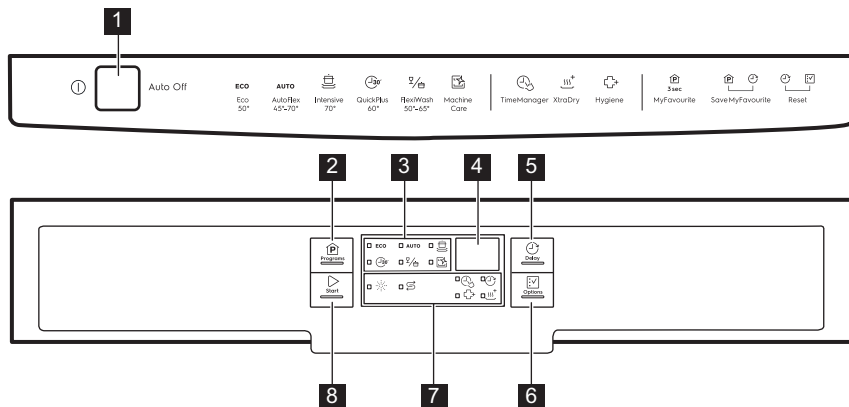 1
Auto Off
ECO AUTO 30' P 3 sec P P
Eco AutoFlex Intensive QuickPlus FlexiWash Machine TimeManager XtraDry Hygiene MyFavourite SaveMyFavourite Reset
50° 45°-70° 70° 60° 50°-65° Care
2 3 4 5
P ECO AUTO
Programs Delay
30'
Start Options
8 7 6